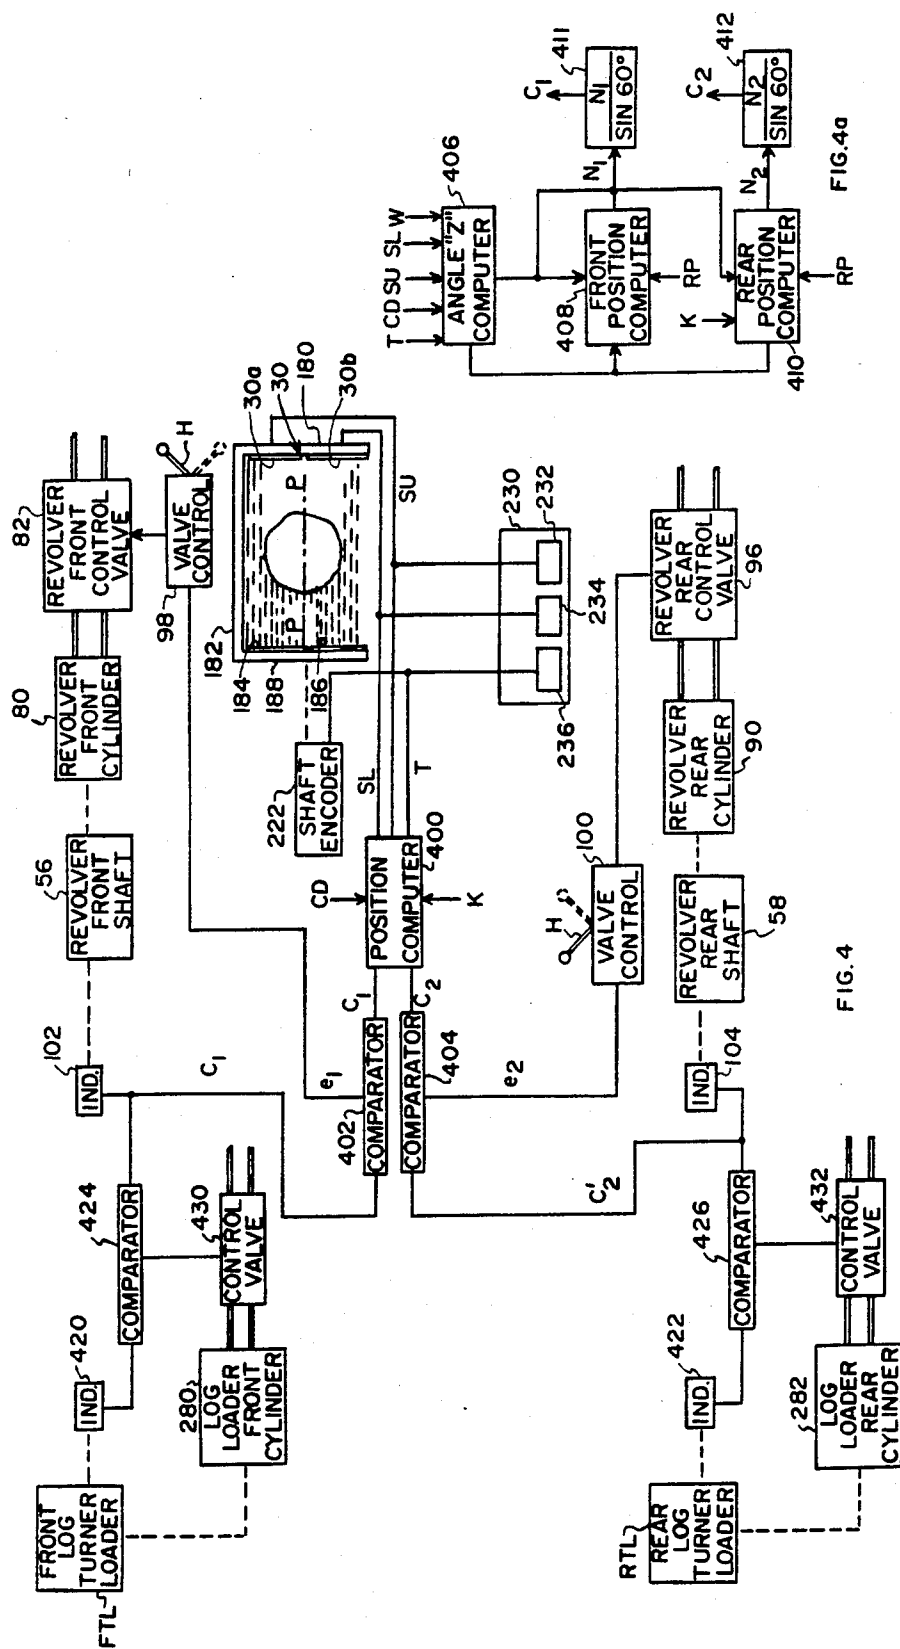 FRONT
LOG
TURNER
LOADER
FTL
IND.
420
COMPARATOR
424
IND.
102
C₁
REVOLVER
FRONT
SHAFT
56
REVOLVER
FRONT
CYLINDER
80
REVOLVER
FRONT
CONTROL
VALVE
82
VALVE
CONTROL
98
H
LOG
LOADER
FRONT
CYLINDER
280
CONTROL
VALVE
430
182
184
188
186
P
P
30a
30
180
30b
SU
SHAFT
ENCODER
222
SL
T
CD
POSITION
COMPUTER
400
K
C₁
C₂
COMPARATOR
402
COMPARATOR
404
e₁
e₂
C'₂
230
232
234
236
VALVE
CONTROL
100
H
REAR
LOG
TURNER
LOADER
RTL
IND.
422
COMPARATOR
426
IND.
104
REVOLVER
REAR
SHAFT
58
REVOLVER
REAR
CYLINDER
90
REVOLVER
REAR
CONTROL
VALVE
96
LOG
LOADER
REAR
CYLINDER
282
CONTROL
VALVE
432
FIG. 4
T CD SU SL W
ANGLE "Z"
COMPUTER
406
FRONT
POSITION
COMPUTER
408
RP
N₁
C₁
N₁
SIN 60°
411
K
REAR
POSITION
COMPUTER
410
RP
N₂
C₂
N₂
SIN 60°
412
FIG. 4a